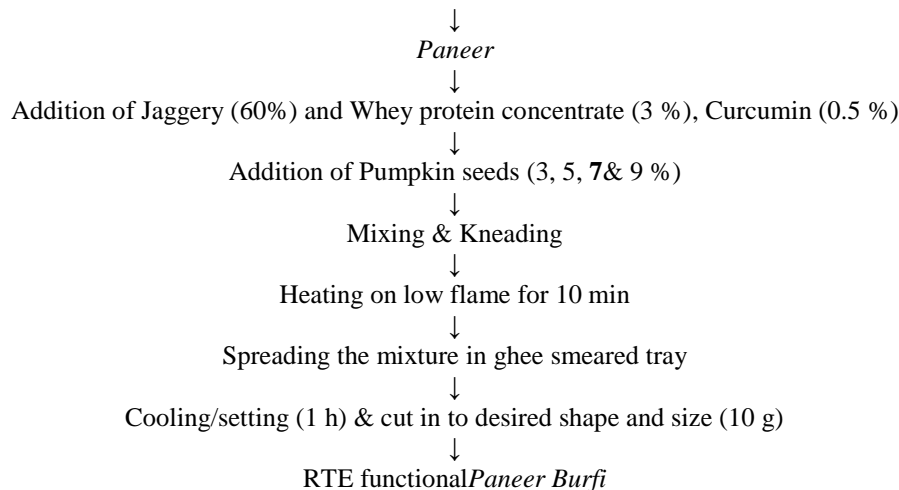 ↓
Paneer
↓
Addition of Jaggery (60%) and Whey protein concentrate (3 %), Curcumin (0.5 %)
↓
Addition of Pumpkin seeds (3, 5, 7& 9 %)
↓
Mixing & Kneading
↓
Heating on low flame for 10 min
↓
Spreading the mixture in ghee smeared tray
↓
Cooling/setting (1 h) & cut in to desired shape and size (10 g)
↓
RTE functionalPaneer Burfi